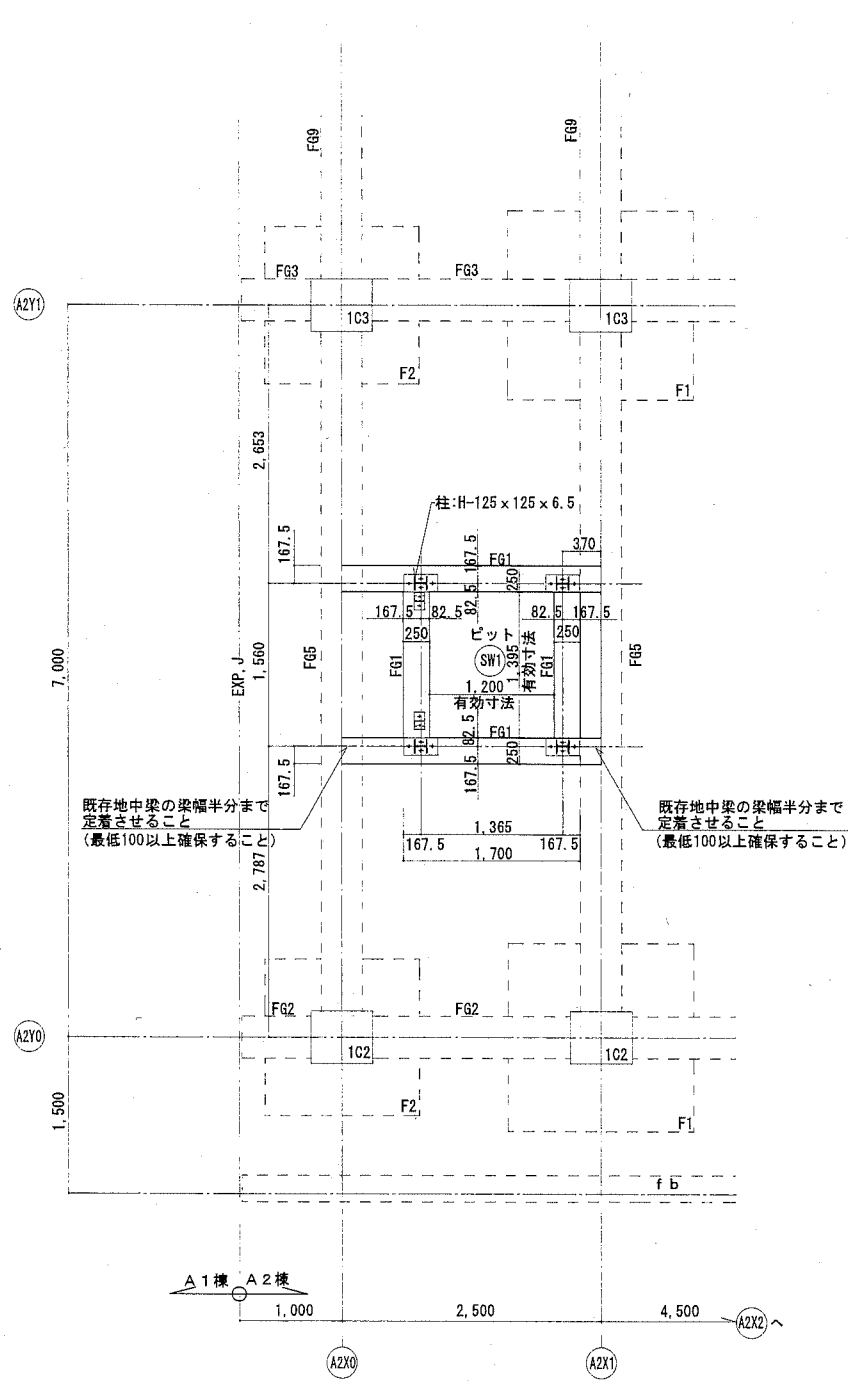 FG9
FG9
FG3
FG3
A2Y1
1C3
1C3
F2
F1
2,653
柱:H-125×125×6.5
167.5
167.5
FG1
250
370
82.5
167.5
82.5
82.5
167.5
250
ピット
250
7,000
EXP.J
1,560
FG5
FG1
SW1
1,395
有効寸法
FG1
FG5
1,200
有効寸法
82.5
FG1
250
167.5
167.5
既存地中梁の梁幅半分まで
定着させること
(最低100以上確保すること)
既存地中梁の梁幅半分まで
定着させること
(最低100以上確保すること)
1,365
167.5
167.5
1,700
2,787
FG2
FG2
A2Y0
1C2
1C2
F2
F1
1,500
fb
A1棟
A2棟
1,000
2,500
4,500
A2X2
へ
A2X0
A2X1